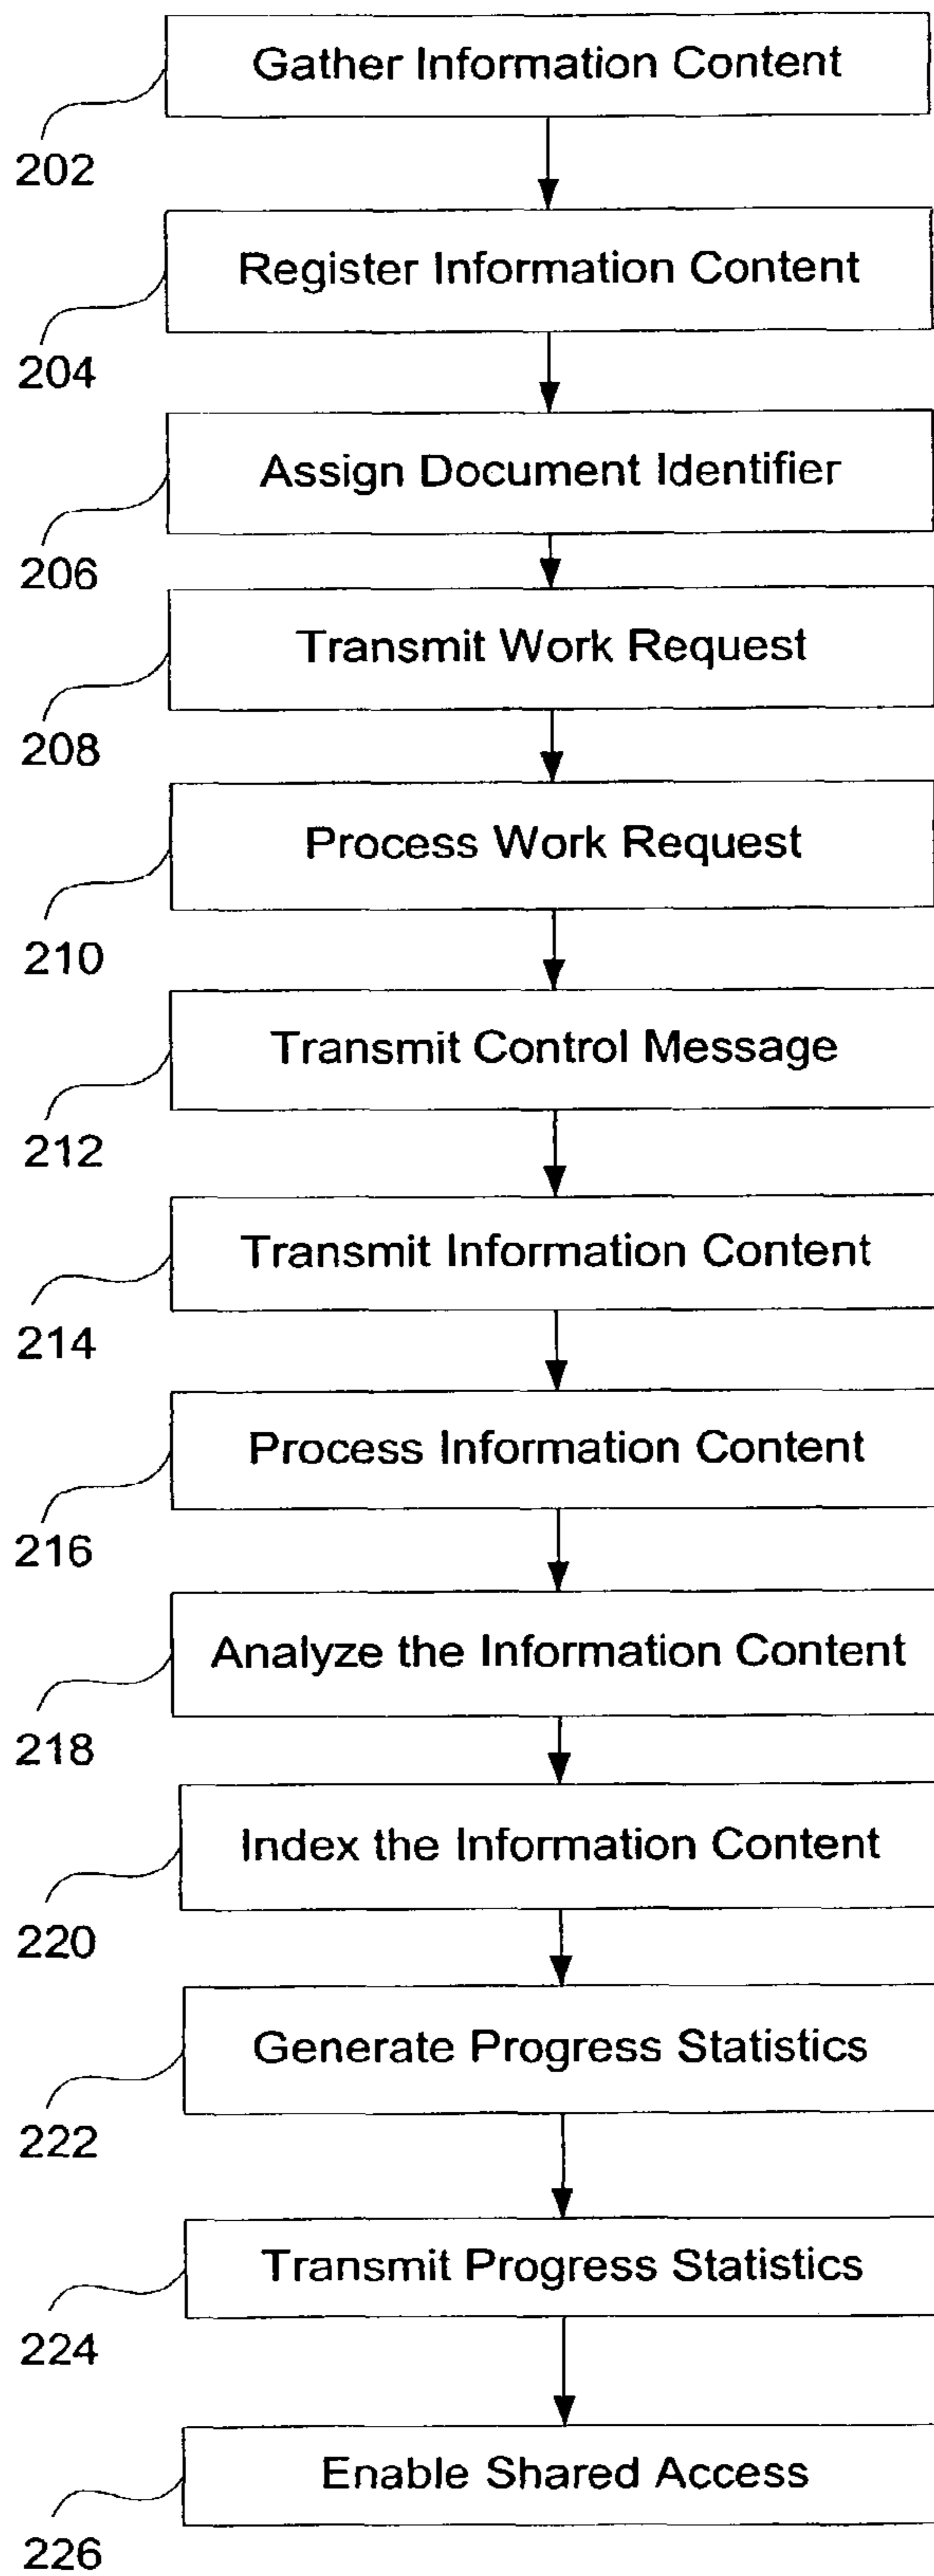 Gather Information Content
202
Register Information Content
204
Assign Document Identifier
206
Transmit Work Request
208
Process Work Request
210
Transmit Control Message
212
Transmit Information Content
214
Process Information Content
216
Analyze the Information Content
218
Index the Information Content
220
Generate Progress Statistics
222
Transmit Progress Statistics
224
Enable Shared Access
226